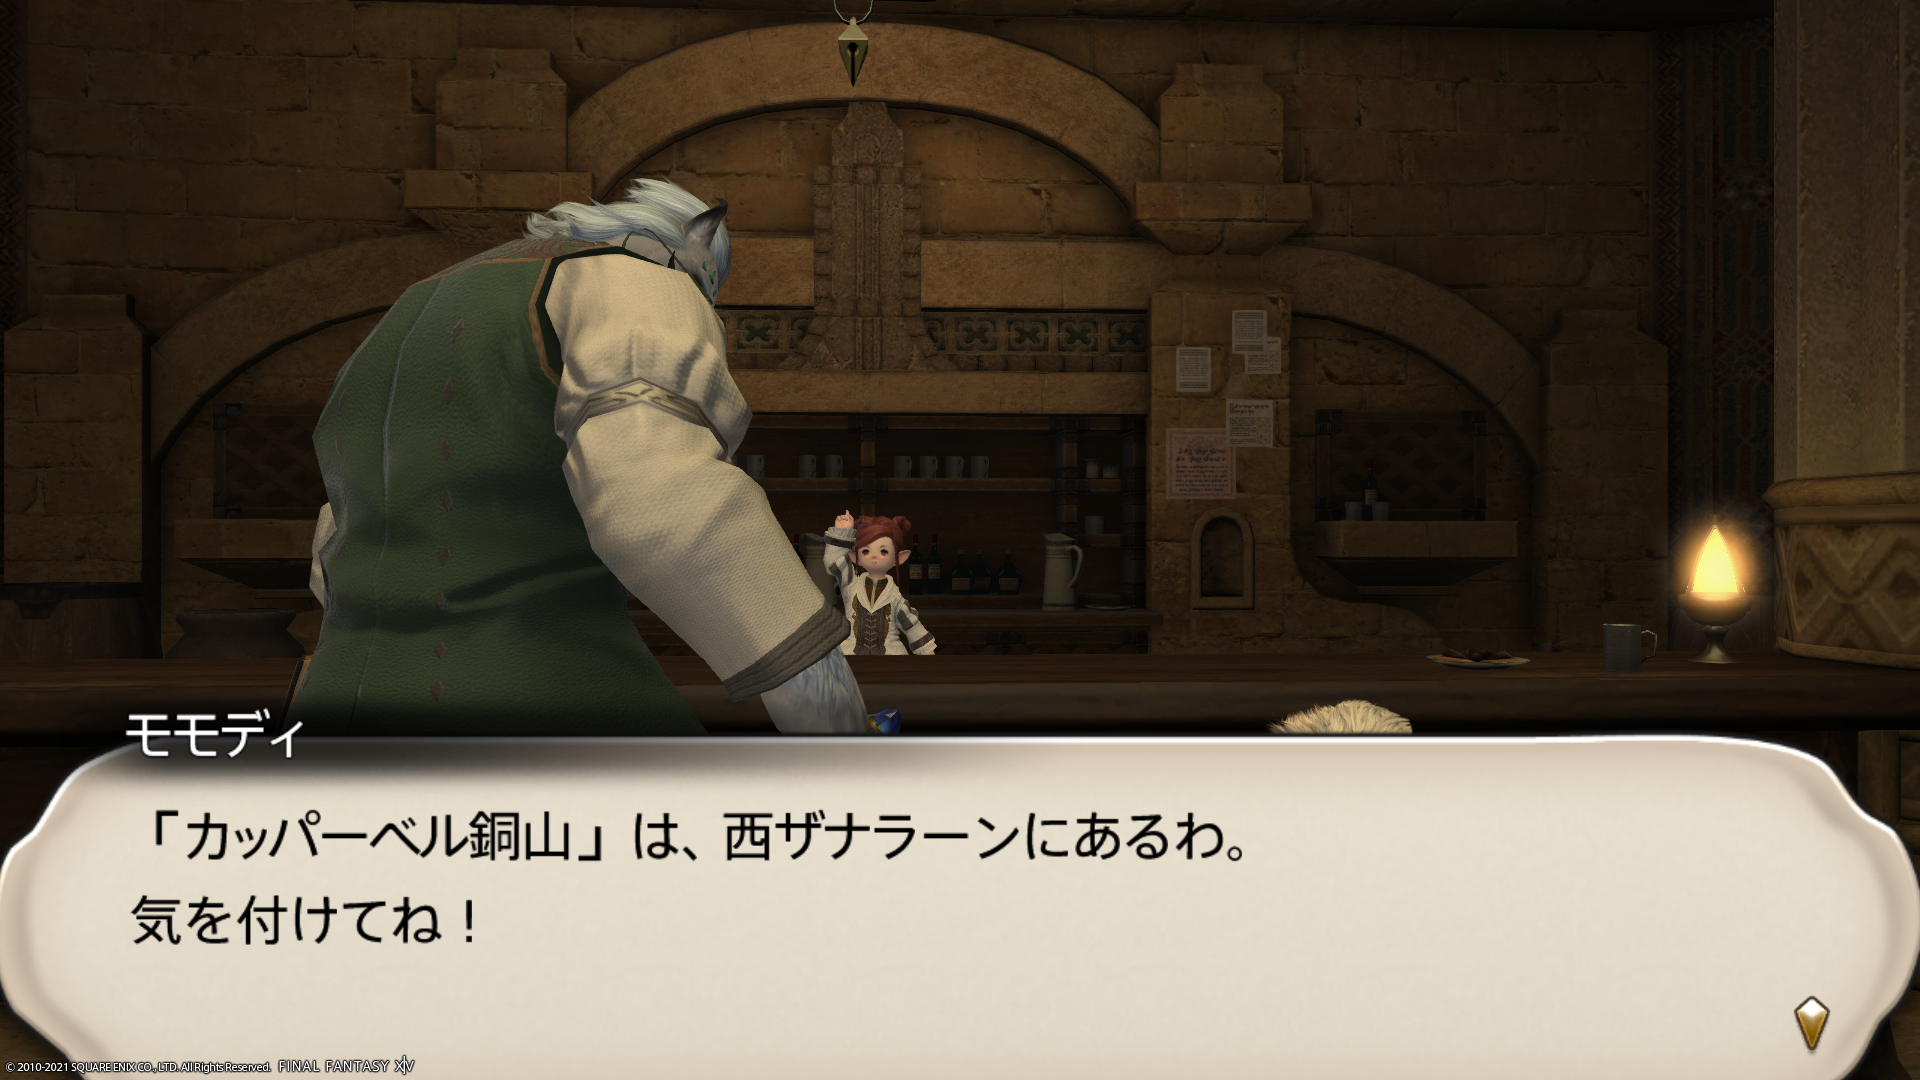 モモディ
「カッパーベル銅山」は、西ザナラーンにあるわ。
気を付けてね！
© 2010-2021 SQUARE ENIX CO., LTD. All Rights Reserved. FINAL FANTASY XIV